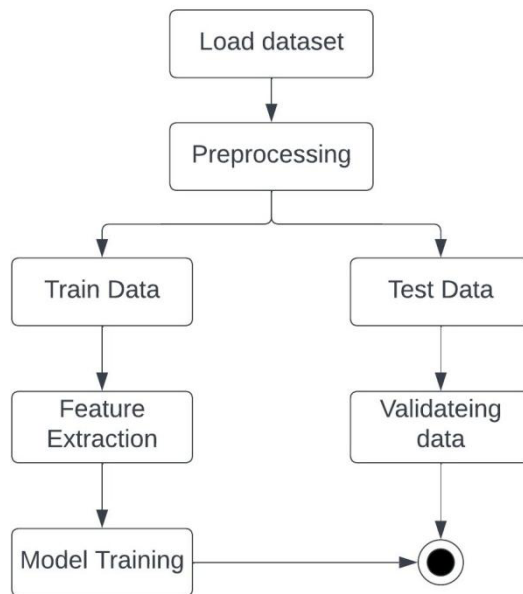 Load dataset
Preprocessing
Train Data
Test Data
Feature
Extraction
Validateing
data
Model Training